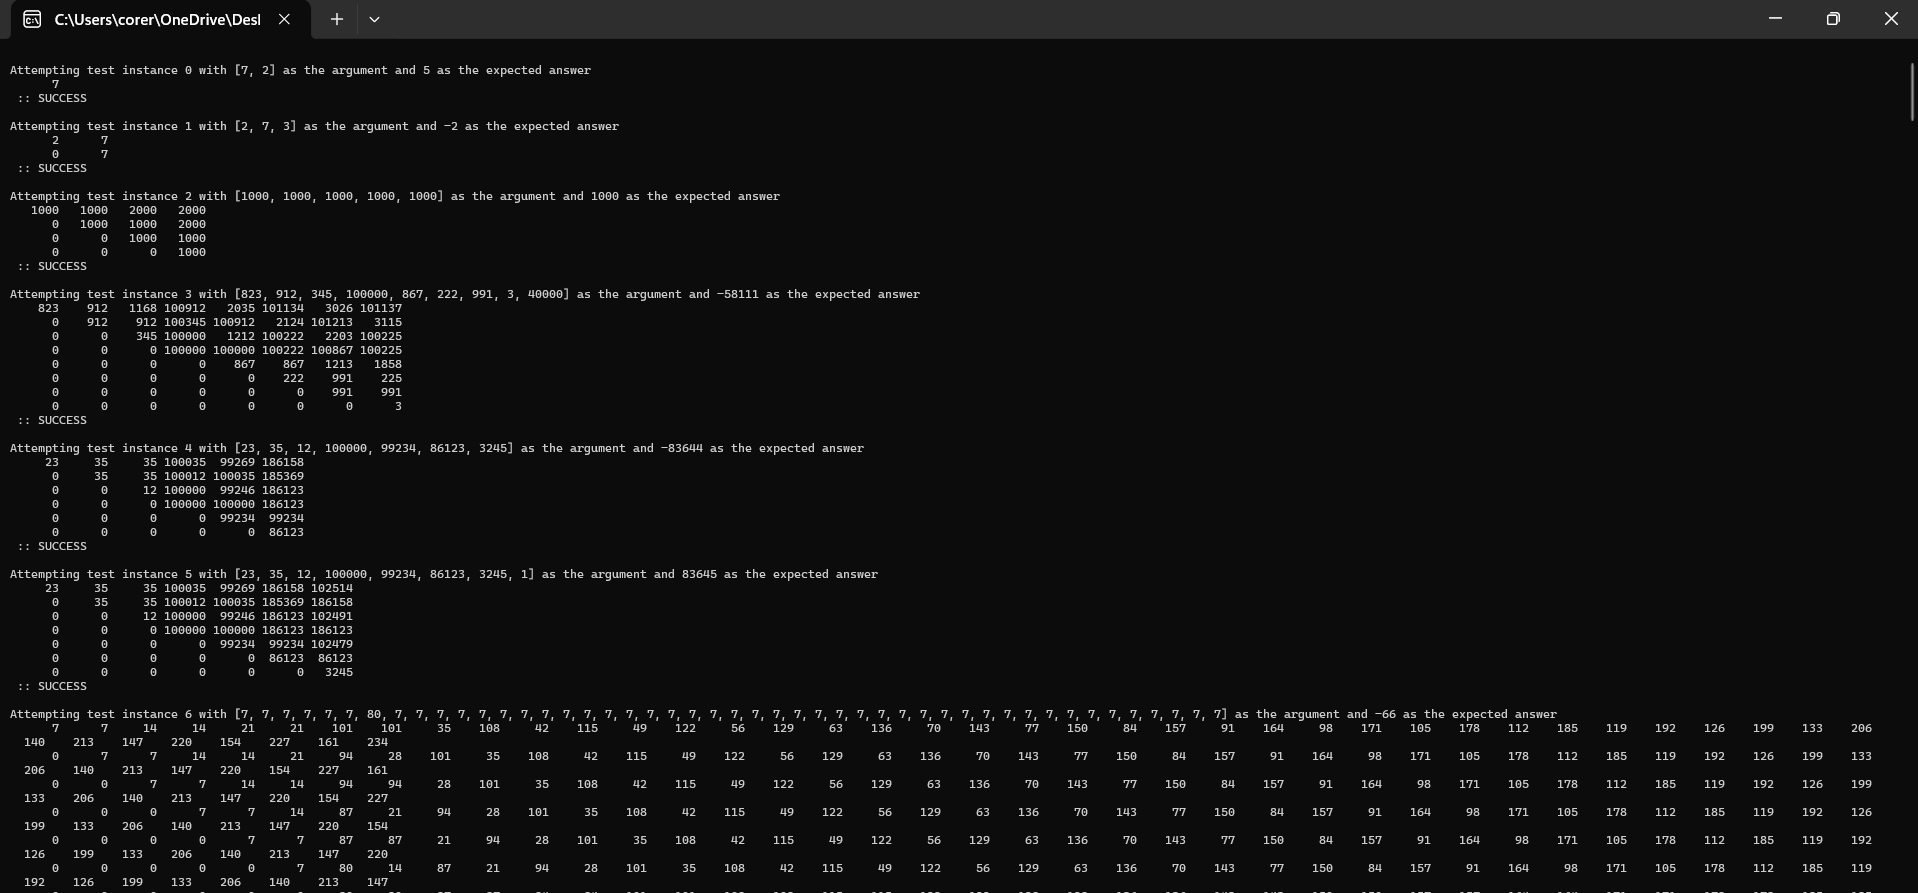 C:\Users\corer\OneDrive\Desl
Attempting test instance 0 with [7, 2] as the argument and 5 as the expected answer
7
:: SUCCESS
Attempting test instance 1 with [2, 7, 3] as the argument and -2 as the expected answer
2 7
0 7
:: SUCCESS
Attempting test instance 2 with [1000, 1000, 1000, 1000, 1000] as the argument and 1000 as the expected answer
1000 1000 2000 2000
0 1000 1000 2000
0 0 1000 1000
0 0 0 1000
:: SUCCESS
Attempting test instance 3 with [823, 912, 345, 100000, 867, 222, 991, 3, 40000] as the argument and -58111 as the expected answer
823 912 1168 100912 2035 101134 3026 101137
0 912 912 100345 100912 2124 101213 3115
0 0 345 100000 1212 100222 2203 100225
0 0 0 100000 100000 100222 100867 100225
0 0 0 0 867 867 1213 1858
0 0 0 0 0 222 991 225
0 0 0 0 0 0 991 991
0 0 0 0 0 0 0 3
:: SUCCESS
Attempting test instance 4 with [23, 35, 12, 100000, 99234, 86123, 3245] as the argument and -83644 as the expected answer
23 35 35 100035 99269 186158
0 35 35 100012 100035 185369
0 0 12 100000 99246 186123
0 0 0 100000 100000 186123
0 0 0 0 99234 99234
0 0 0 0 0 86123
:: SUCCESS
Attempting test instance 5 with [23, 35, 12, 100000, 99234, 86123, 3245, 1] as the argument and 83645 as the expected answer
23 35 35 100035 99269 186158 102514
0 35 35 100012 100035 185369 186158
0 0 12 100000 99246 186123 102491
0 0 0 100000 100000 186123 186123
0 0 0 0 99234 99234 102479
0 0 0 0 0 86123 86123
0 0 0 0 0 0 3245
:: SUCCESS
Attempting test instance 6 with [7, 7, 7, 7, 7, 7, 80, 7, 7, 7, 7, 7, 7, 7, 7, 7, 7, 7, 7, 7, 7, 7, 7, 7, 7, 7, 7, 7, 7, 7, 7, 7, 7, 7, 7, 7, 7, 7, 7, 7, 7, 7, 7, 7, 7, 7, 7] as the argument and -66 as the expected answer
7 7 14 14 21 21 101 101 35 108 42 115 49 122 56 129 63 136 70 143 77 150 84 157 91 164 98 171 105 178 112 185 119 192 126 199 133 206
140 213 147 220 154 227 161 234
0 7 7 14 14 21 94 28 101 35 108 42 115 49 122 56 129 63 136 70 143 77 150 84 157 91 164 98 171 105 178 112 185 119 192 126 199 133
206 140 213 147 220 154 227 161
0 0 7 7 14 14 94 94 28 101 35 108 42 115 49 122 56 129 63 136 70 143 77 150 84 157 91 164 98 171 105 178 112 185 119 192 126 199
133 206 140 213 147 220 154 227
0 0 0 7 7 14 87 21 94 28 101 35 108 42 115 49 122 56 129 63 136 70 143 77 150 84 157 91 164 98 171 105 178 112 185 119 192 126
199 133 206 140 213 147 220 154
0 0 0 0 7 7 87 87 21 94 28 101 35 108 42 115 49 122 56 129 63 136 70 143 77 150 84 157 91 164 98 171 105 178 112 185 119 192
126 199 133 206 140 213 147 220
0 0 0 0 0 7 80 14 87 21 94 28 101 35 108 42 115 49 122 56 129 63 136 70 143 77 150 84 157 91 164 98 171 105 178 112 185 119
192 126 199 133 206 140 213 147